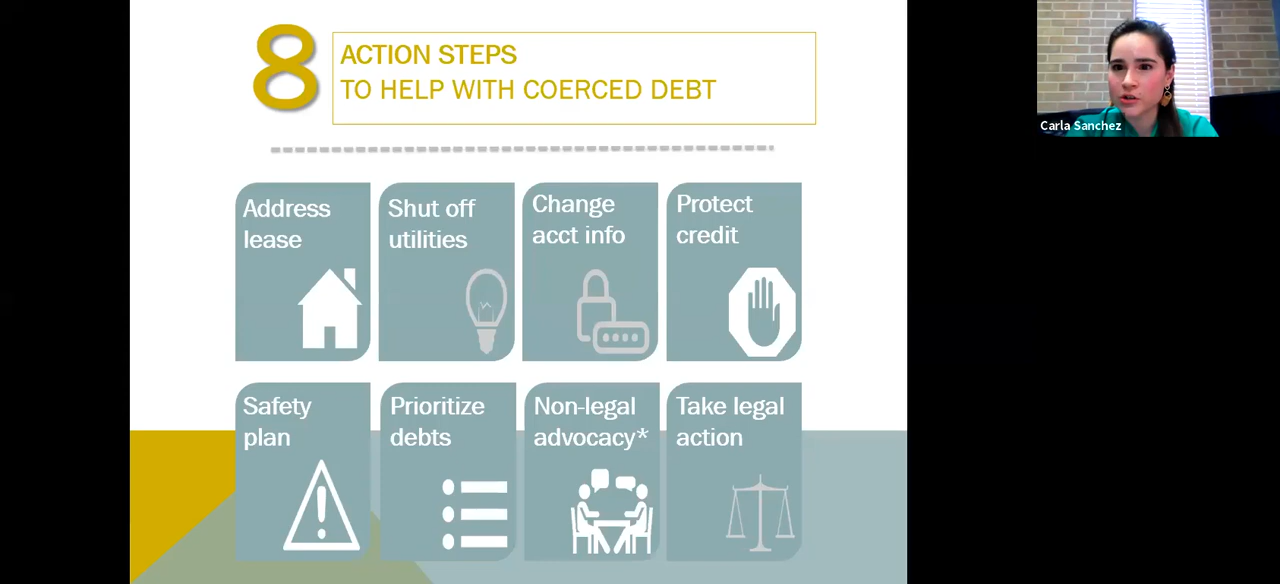 8
ACTION STEPS
TO HELP WITH COERCED DEBT
Address
lease
Shut off
utilities
Change
acct info
Protect
credit
Safety
plan
Prioritize
debts
Non-legal
advocacy*
Take legal
action
Carla Sanchez